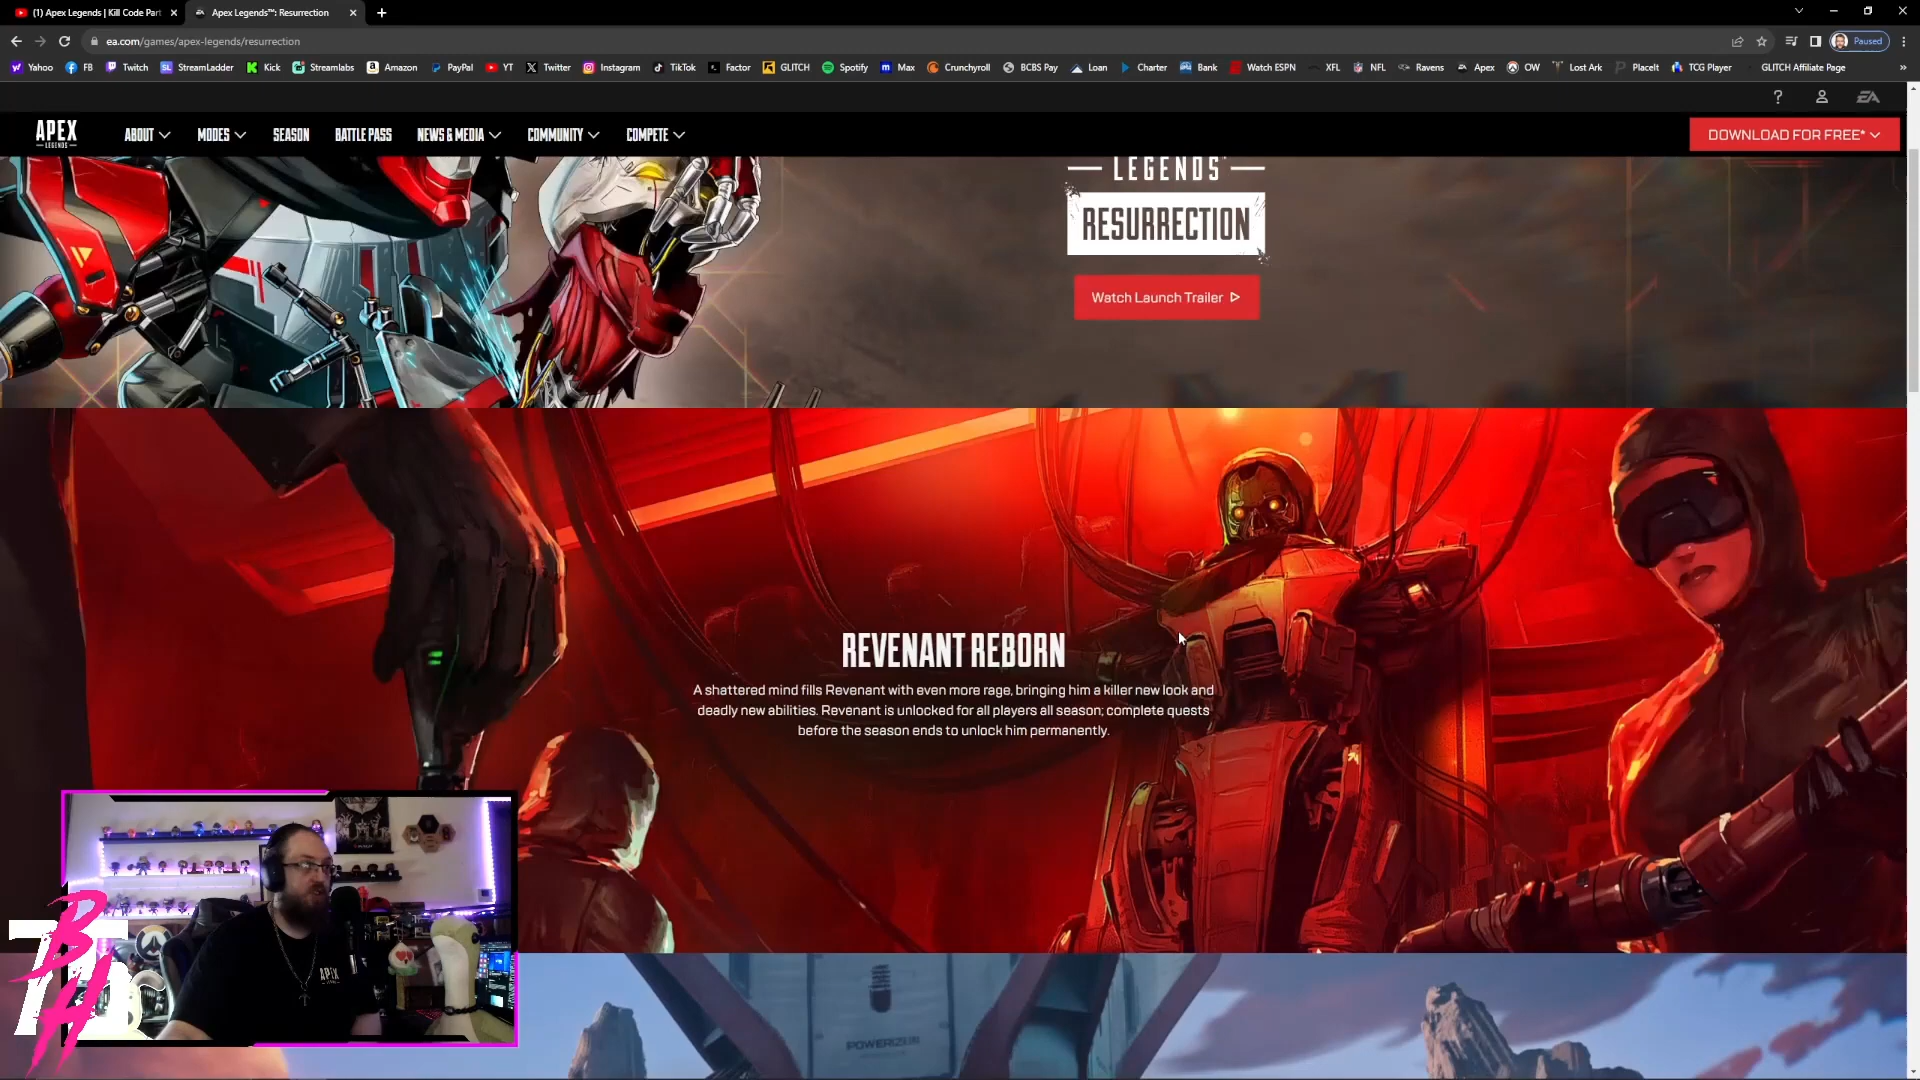 (1) Apex Legends | Kill Code Part
Apex Legends™: Resurrection
ea.com/games/apex-legends/resurrection
Paused
Yahoo FB Twitch StreamLadder Kick Streamlabs Amazon PayPal YT Twitter Instagram TikTok Factor GLITCH Spotify Max Crunchyroll BCBS Pay Loan Charter Bank Watch ESPN XFL NFL Ravens Apex OW Lost Ark PlaceIt TCG Player GLITCH Affiliate Page
EA
APEX
LEGENDS
ABOUT MODES SEASON BATTLE PASS NEWS & MEDIA COMMUNITY COMPETE
DOWNLOAD FOR FREE*
LEGENDS™
RESURRECTION
Watch Launch Trailer
REVENANT REBORN
A shattered mind fills Revenant with even more rage, bringing him a killer new look and
deadly new abilities. Revenant is unlocked for all players all season; complete quests
before the season ends to unlock him permanently.
APEX
BH